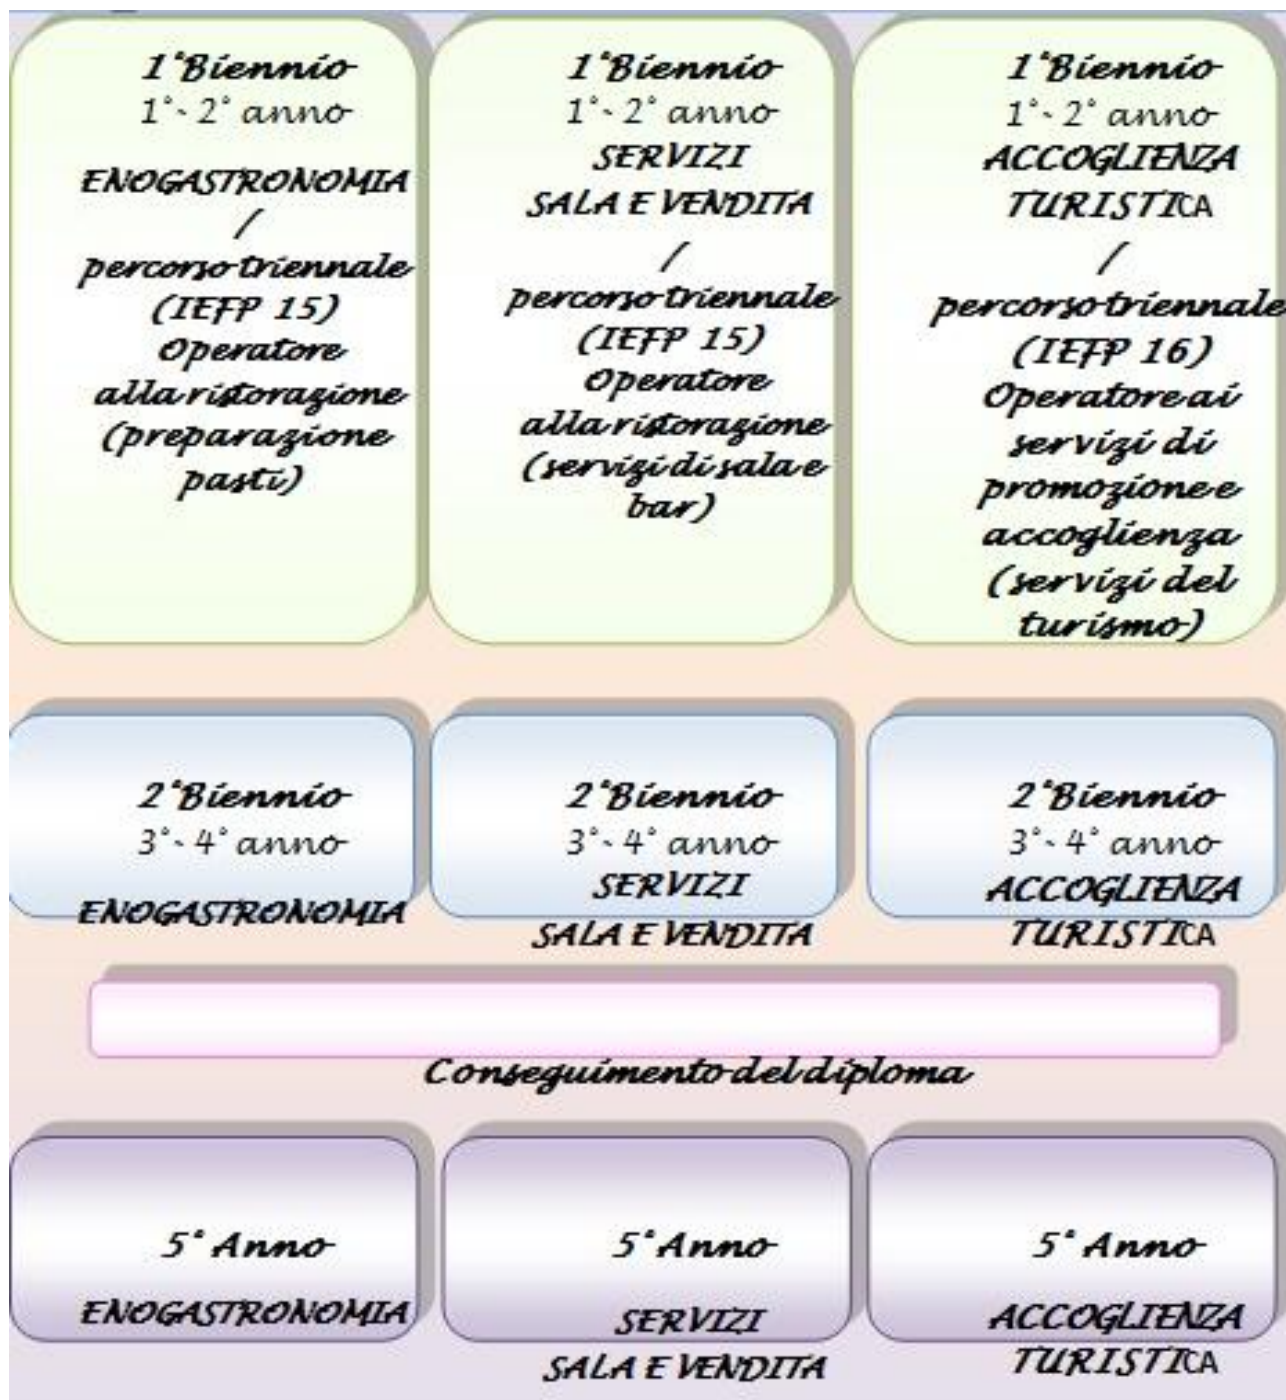 1°Biennio
1°- 2° anno
ENOGASTRONOMIA
/
percorso triennale
(IEFP 15)
Operatore
alla ristorazione
(preparazione
pasti)
1°Biennio
1°- 2° anno
SERVIZI
SALA E VENDITA
/
percorso triennale
(IEFP 15)
Operatore
alla ristorazione
(servizi di sala e
bar)
1°Biennio
1°- 2° anno
ACCOGLIENZA
TURISTICA
/
percorso triennale
(IEFP 16)
Operatore ai
servizi di
promozione e
accoglienza
(servizi del
turismo)
2°Biennio
3°- 4° anno
ENOGASTRONOMIA
2°Biennio
3°- 4° anno
SERVIZI
SALA E VENDITA
2°Biennio
3°- 4° anno
ACCOGLIENZA
TURISTICA
Conseguimento del diploma
5° Anno
ENOGASTRONOMIA
5° Anno
SERVIZI
SALA E VENDITA
5° Anno
ACCOGLIENZA
TURISTICA